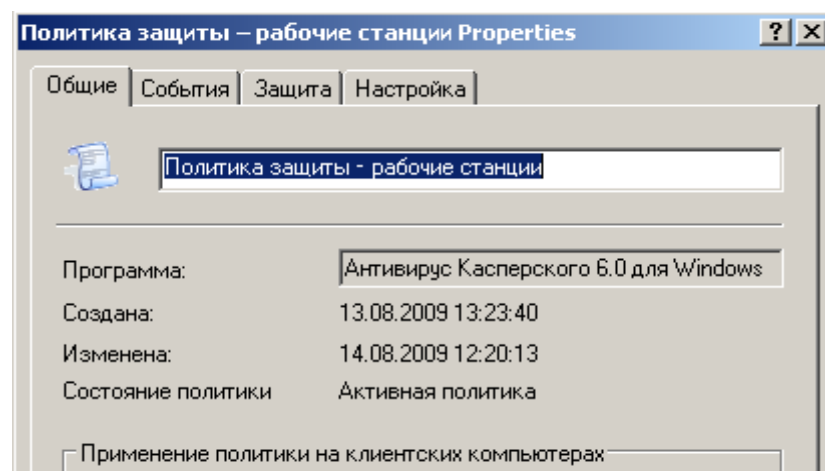 Политика защиты – рабочие станции Properties
Общие События Защита Настройка
Политика защиты - рабочие станции
Программа: Антивирус Касперского 6.0 для Windows
Создана: 13.08.2009 13:23:40
Изменена: 14.08.2009 12:20:13
Состояние политики Активная политика
Применение политики на клиентских компьютерах